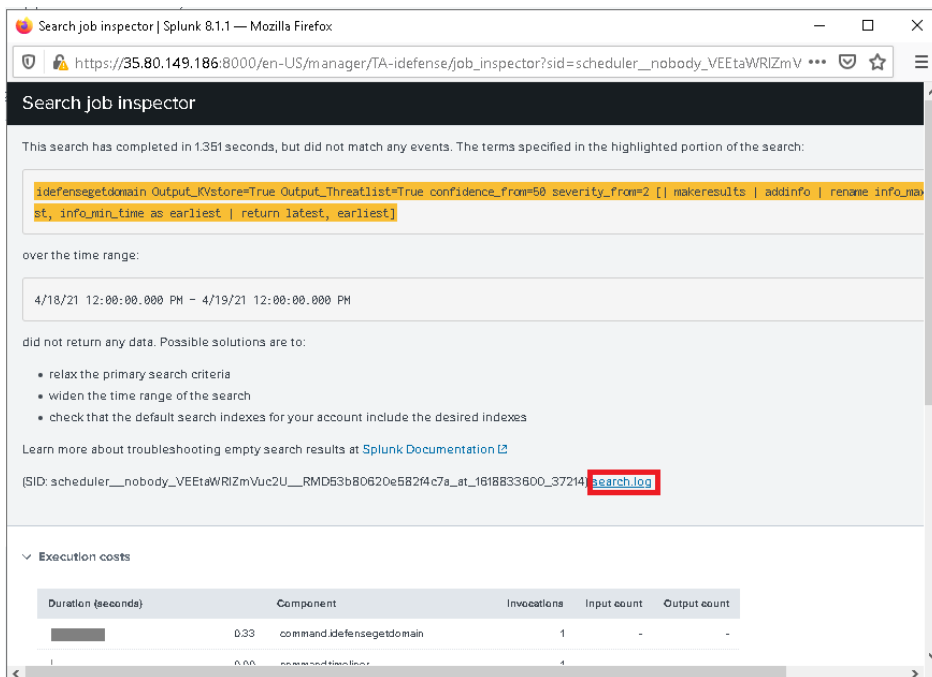 Search job inspector | Splunk 8.1.1 — Mozilla Firefox
https://35.80.149.186:8000/en-US/manager/TA-idefense/job_inspector?sid=scheduler__nobody_VEEtaWRlZmV
Search job inspector
This search has completed in 1.351 seconds, but did not match any events. The terms specified in the highlighted portion of the search:
idefensegetdomain Output_KVstore=True Output_Threatlist=True confidence_from=50 severity_from=2 [| makeresults | addinfo | rename info_max
st, info_min_time as earliest | return latest, earliest]
over the time range:
4/18/21 12:00:00.000 PM - 4/19/21 12:00:00.000 PM
did not return any data. Possible solutions are to:
• relax the primary search criteria
• widen the time range of the search
• check that the default search indexes for your account include the desired indexes
Learn more about troubleshooting empty search results at Splunk Documentation
(SID: scheduler__nobody_VEEtaWRlZmVuc2U__RMD53b80620e582f4c7a_at_1618833600_37214) search.log
Execution costs
Duration (seconds) Component Invocations Input count Output count
0.33 command.idefensegetdomain 1 - -